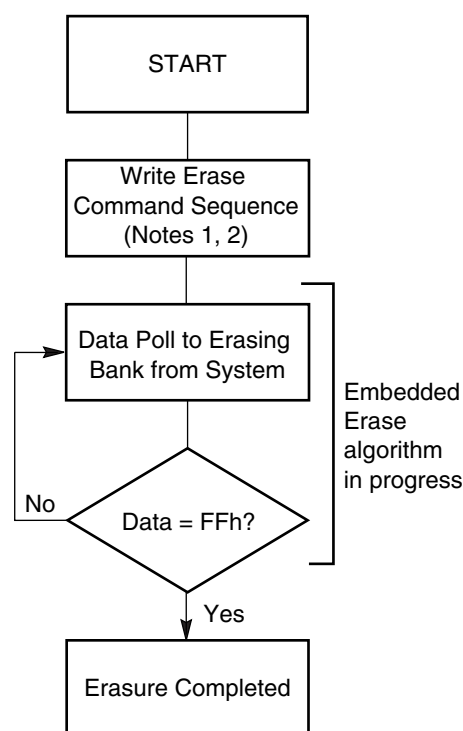 START
Write Erase
Command Sequence
(Notes 1, 2)
Data Poll to Erasing
Bank from System
Embedded
Erase
algorithm
in progress
No
Data = FFh?
Yes
Erasure Completed